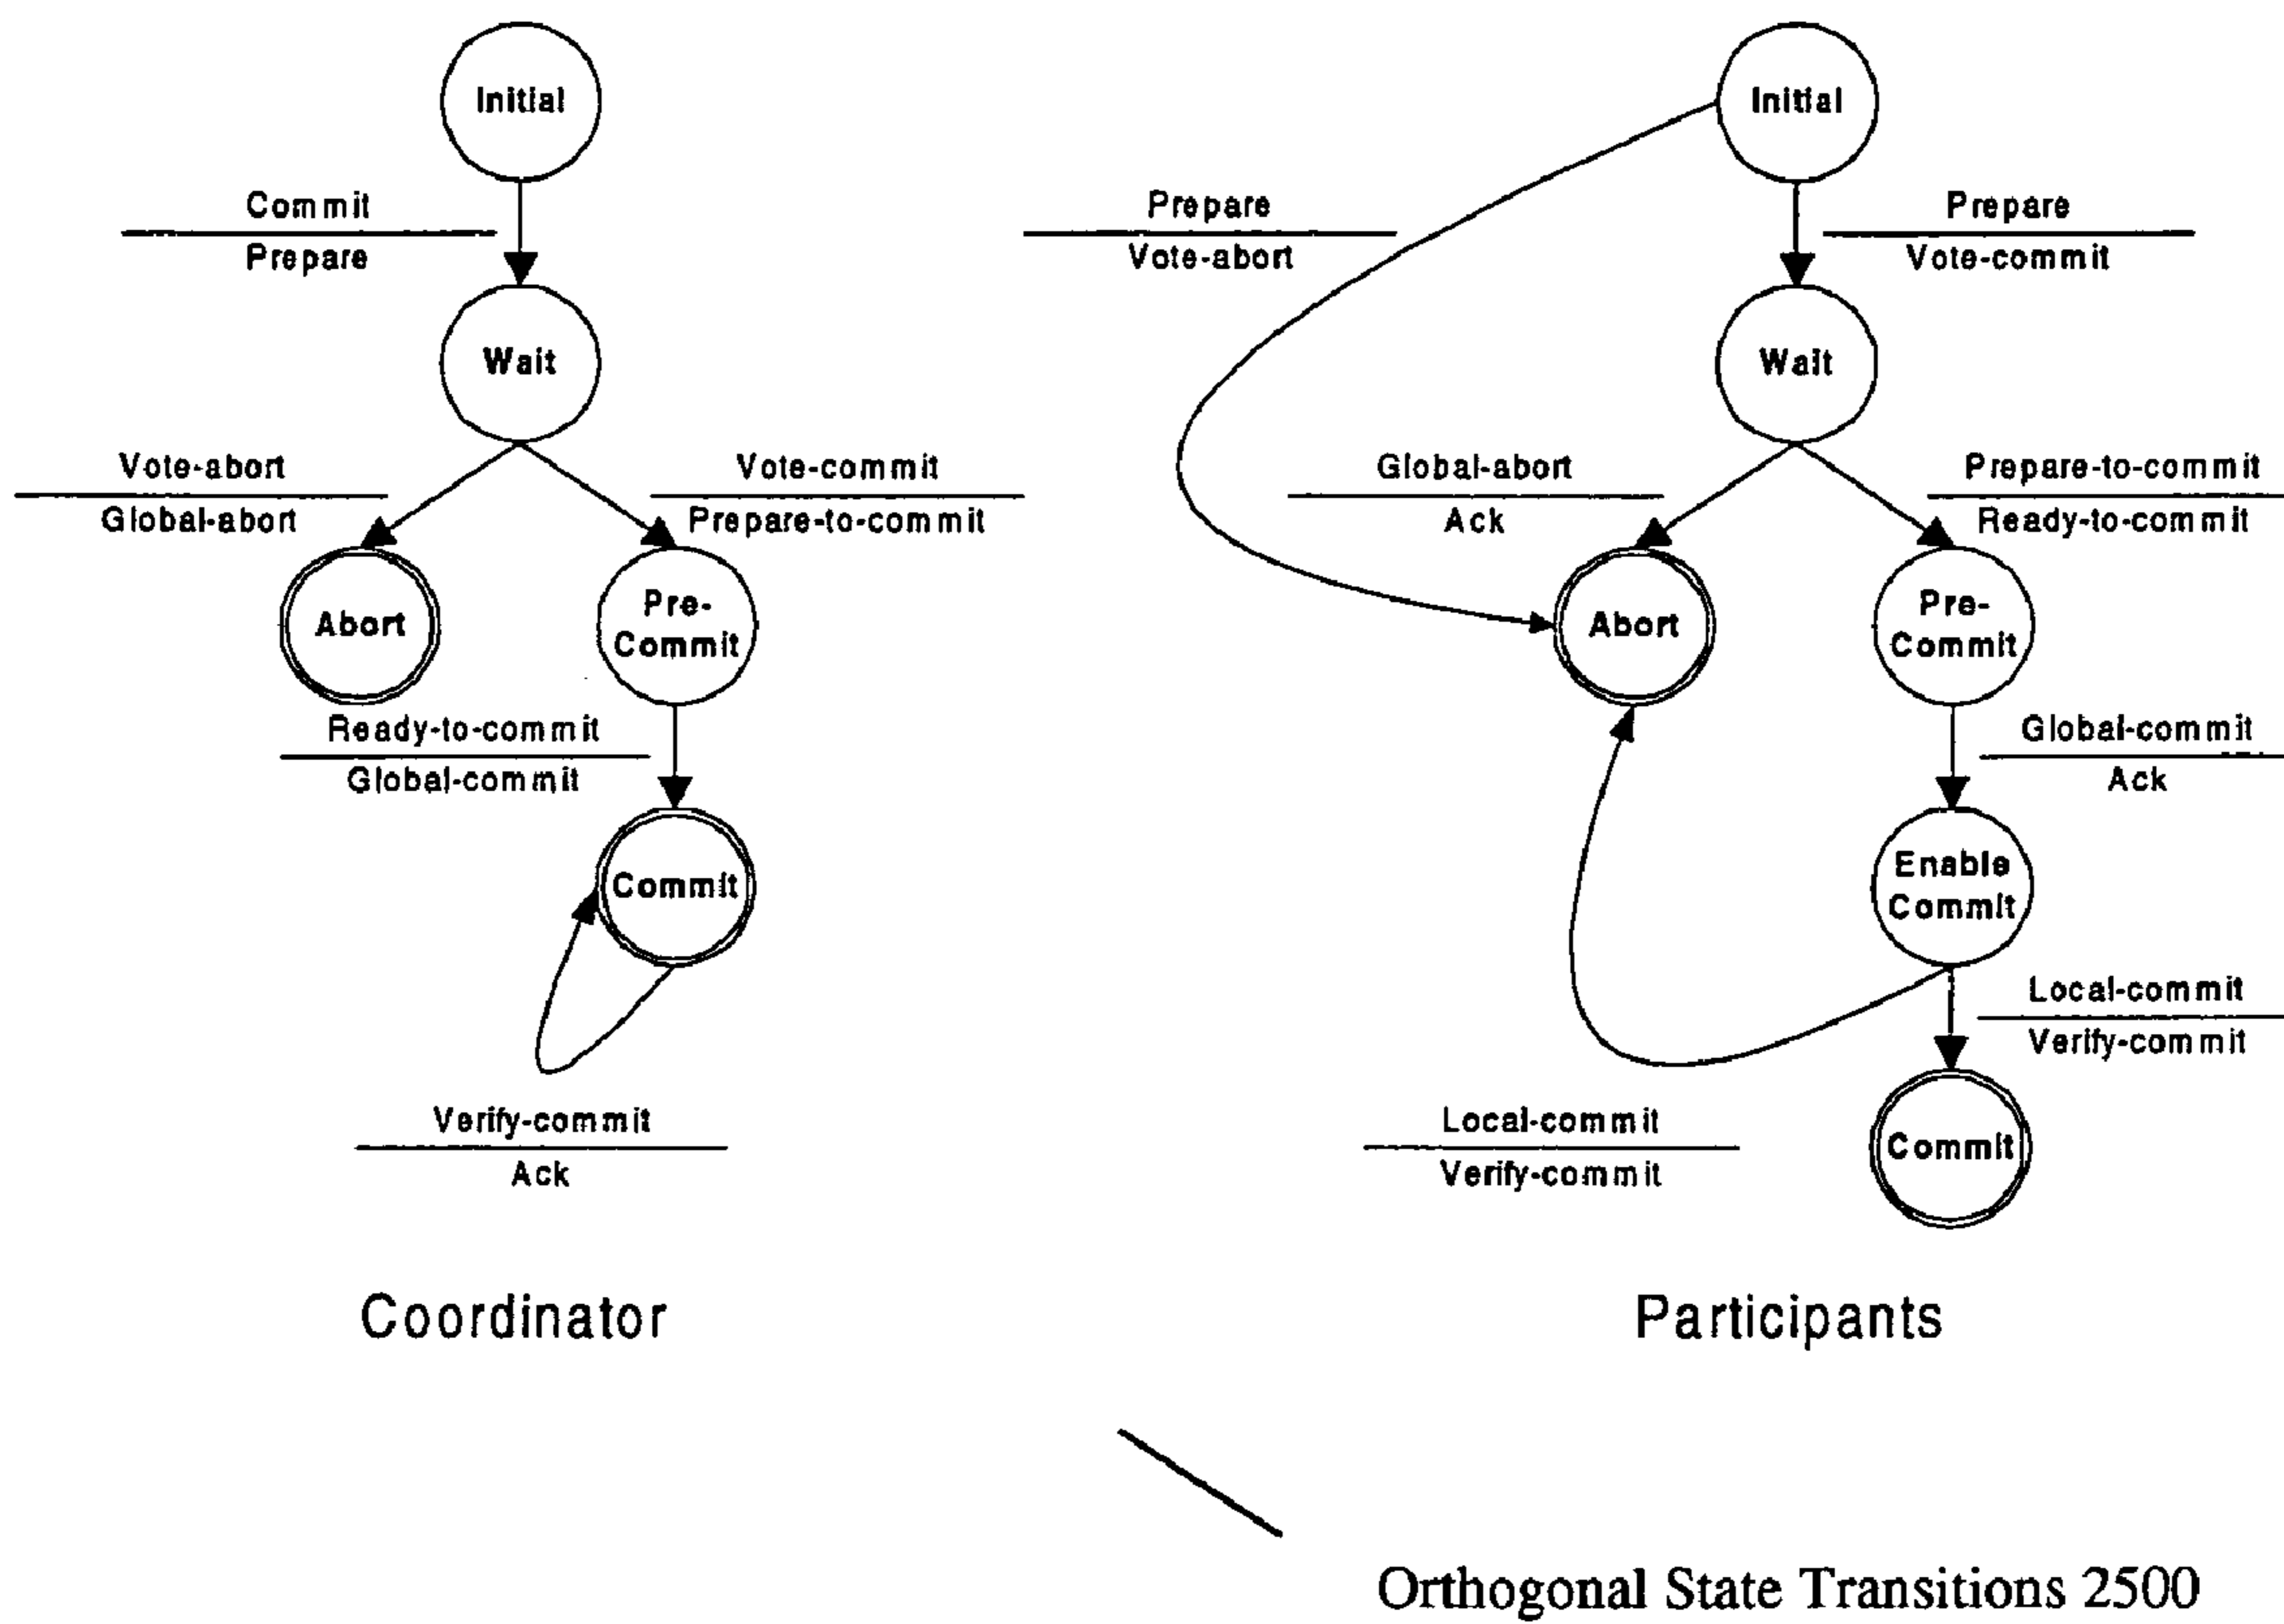 Initial
Commit
Prepare
Wait
Vote-abort
Global-abort
Vote-commit
Prepare-to-commit
Abort
Pre-
Commit
Ready-to-commit
Global-commit
Commit
Verify-commit
Ack
Coordinator
Initial
Prepare
Vote-abort
Prepare
Vote-commit
Wait
Global-abort
Ack
Prepare-to-commit
Ready-to-commit
Abort
Pre-
Commit
Global-commit
Ack
Enable
Commit
Local-commit
Verify-commit
Local-commit
Verify-commit
Commit
Participants
Orthogonal State Transitions 2500